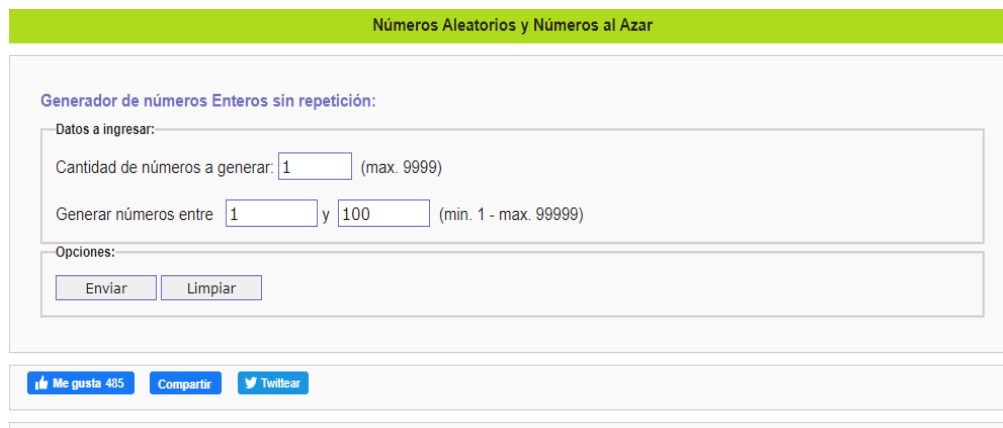 Números Aleatorios y Números al Azar
Generador de números Enteros sin repetición:
Datos a ingresar:
Cantidad de números a generar: 1 (max. 9999)
Generar números entre 1 y 100 (min. 1 - max. 99999)
Opciones:
Enviar Limpiar
Me gusta 485 Compartir Twittear